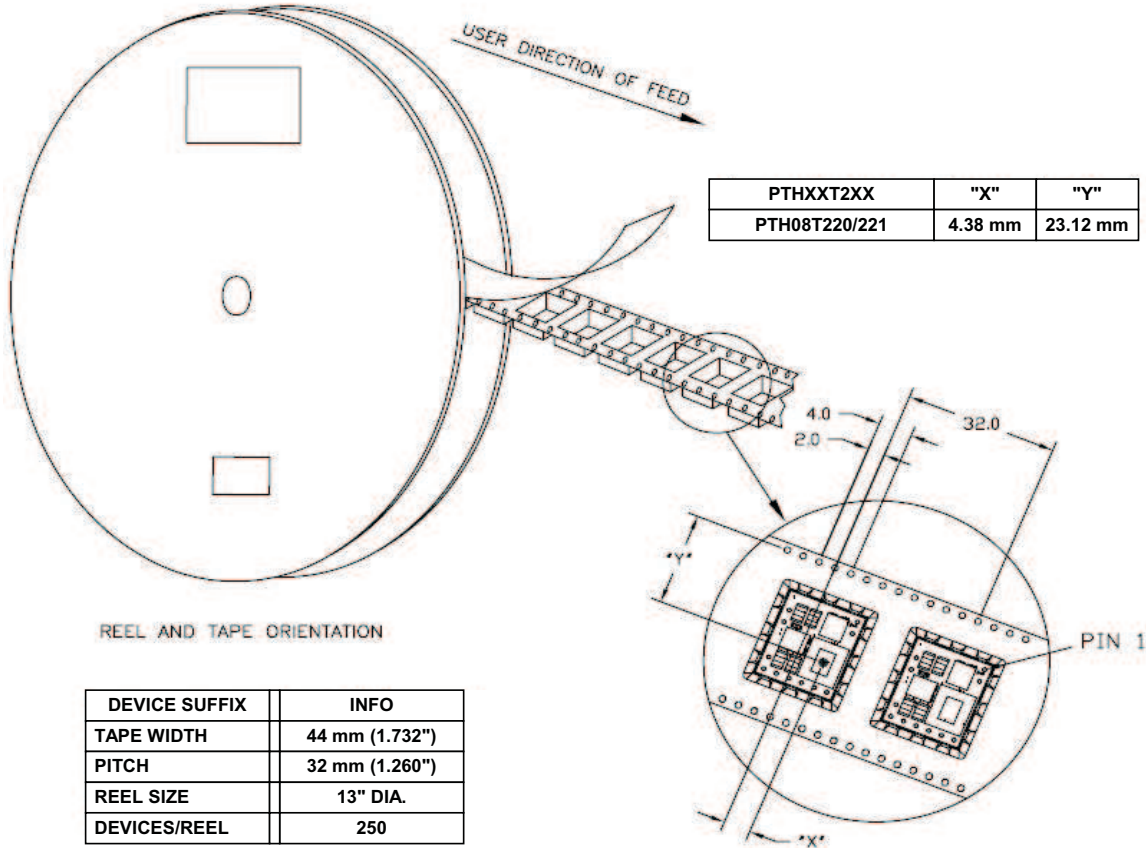 USER DIRECTION OF FEED
PTHXXT2XX "X" "Y"
PTH08T220/221 4.38 mm 23.12 mm
4.0
2.0
32.0
"Y"
PIN 1
"X"
REEL AND TAPE ORIENTATION
DEVICE SUFFIX INFO
TAPE WIDTH 44 mm (1.732")
PITCH 32 mm (1.260")
REEL SIZE 13" DIA.
DEVICES/REEL 250